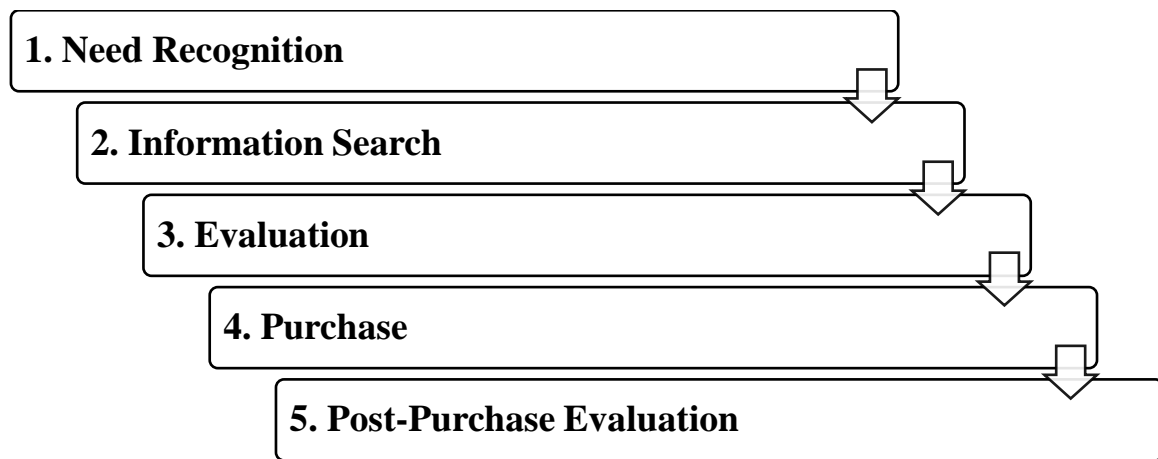 1. Need Recognition
2. Information Search
3. Evaluation
4. Purchase
5. Post-Purchase Evaluation